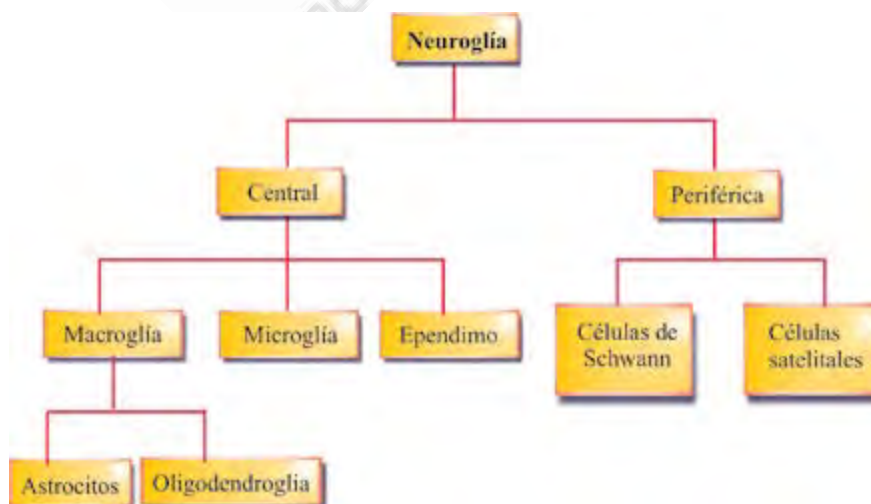 Neuroglía
Central
Periférica
Macroglía
Microglía
Ependimo
Células de
Schwann
Células
satelitales
Astrocitos
Oligodendroglia